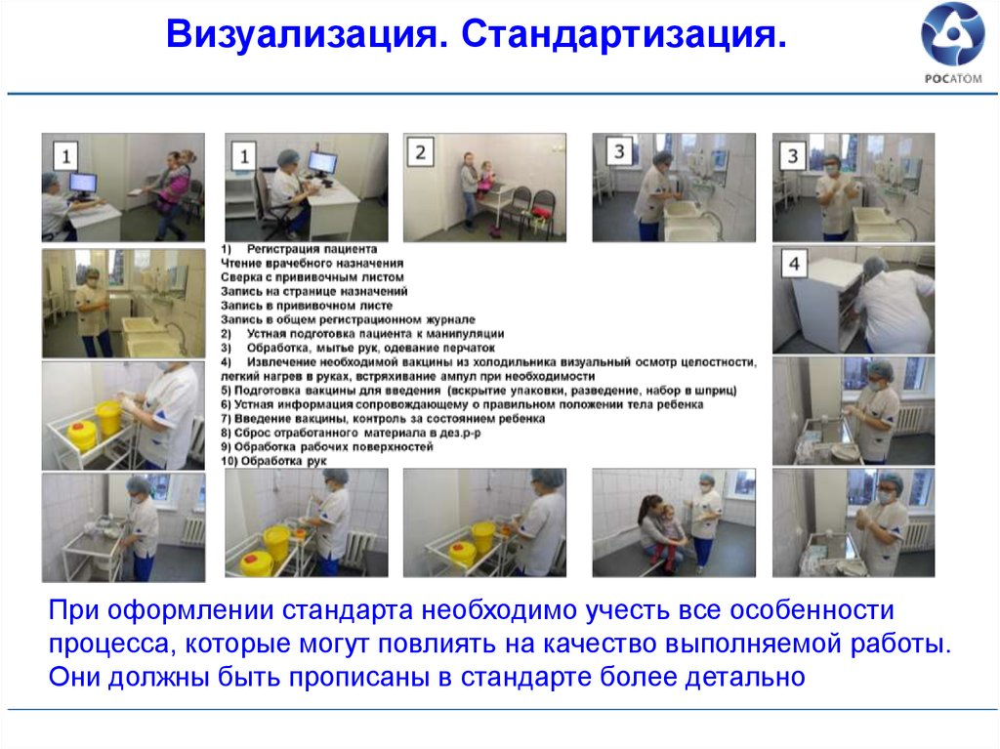 Визуализация. Стандартизация.
РОСАТОМ
1
1
2
3
3
4
1) Регистрация пациента
Чтение врачебного назначения
Сверка с прививочным листом
Запись на странице назначений
Запись в прививочном листе
Запись в общем регистрационном журнале
2) Устная подготовка пациента к манипуляции
3) Обработка, мытье рук, одевание перчаток
4) Извлечение необходимой вакцины из холодильника визуальный осмотр целостности,
легкий нагрев в руках, встряхивание ампул при необходимости
5) Подготовка вакцины для введения (вскрытие упаковки, разведение, набор в шприц)
6) Устная информация сопровождающему о правильном положении тела ребенка
7) Введение вакцины, контроль за состоянием ребенка
8) Сброс отработанного материала в дез.р-р
9) Обработка рабочих поверхностей
10) Обработка рук
При оформлении стандарта необходимо учесть все особенности
процесса, которые могут повлиять на качество выполняемой работы.
Они должны быть прописаны в стандарте более детально